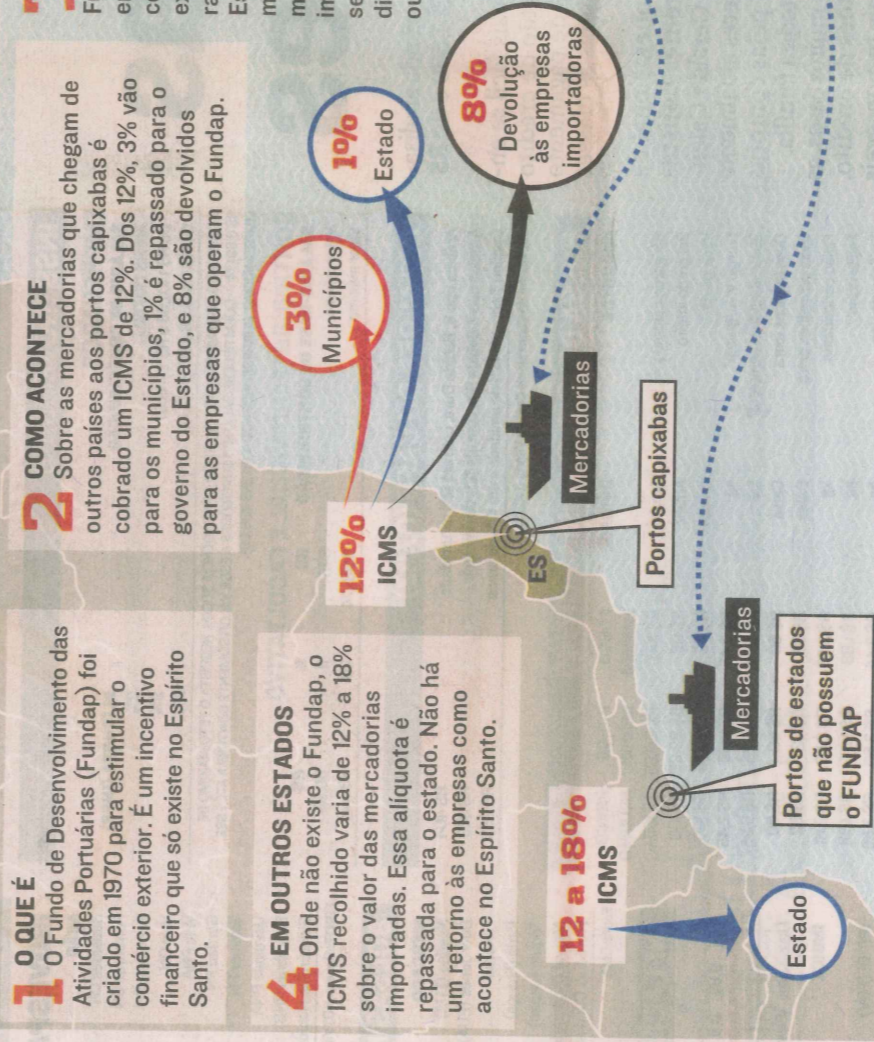 1 O QUE É
O Fundo de Desenvolvimento das
Atividades Portuárias (Fundap) foi
criado em 1970 para estimular o
comércio exterior. É um incentivo
financeiro que só existe no Espírito
Santo.
2 COMO ACONTECE
Sobre as mercadorias que chegam de
outros países aos portos capixabas é
cobrado um ICMS de 12%. Dos 12%, 3% vão
para os municípios, 1% é repassado para o
governo do Estado, e 8% são devolvidos
para as empresas que operam o Fundap.
4 EM OUTROS ESTADOS
Onde não existe o Fundap, o
ICMS recolhido varia de 12% a 18%
sobre o valor das mercadorias
importadas. Essa alíquota é
repassada para o estado. Não há
um retorno às empresas como
acontece no Espírito Santo.
12%
ICMS
3%
Municípios
1%
Estado
8%
Devolução
às empresas
importadoras
ES
Mercadorias
Portos capixabas
12 a 18%
ICMS
Estado
Mercadorias
Portos de estados
que não possuem
o FUNDAP